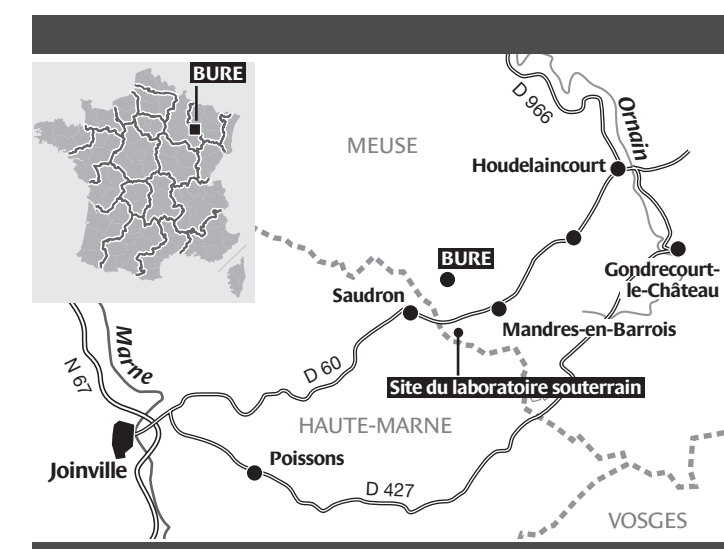 BURE
D 966
Ornain
MEUSE
Houdelaincourt
BURE
Gondrecourt-
le-Château
Saudron
Mandres-en-Barrois
Marne
N 67
D 60
Site du laboratoire souterrain
HAUTE-MARNE
Joinville
Poissons
D 427
VOSGES